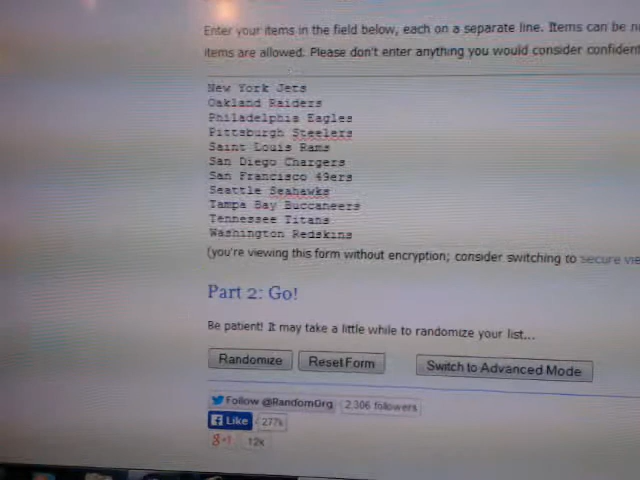 Enter your items in the field below, each on a separate line. Items can be
items are allowed. Please don't enter anything you would consider
New York Jets
Oakland Raiders
Philadelphia Eagles
Pittsburgh Steelers
Saint Louis Rams
San Diego Chargers
San Francisco 49ers
Seattle Seahawks
Tampa Bay Buccaneers
Tennessee Titans
Washington Redskins
(you're viewing this form without encryption; consider switching to secure
Part 2: Go!
Be patient! It may take a little while to randomize your list...
Randomize Reset Form Switch to Advanced Mode
Follow @RandomOrg 2,306 followers
Like 277k
g+1 12k